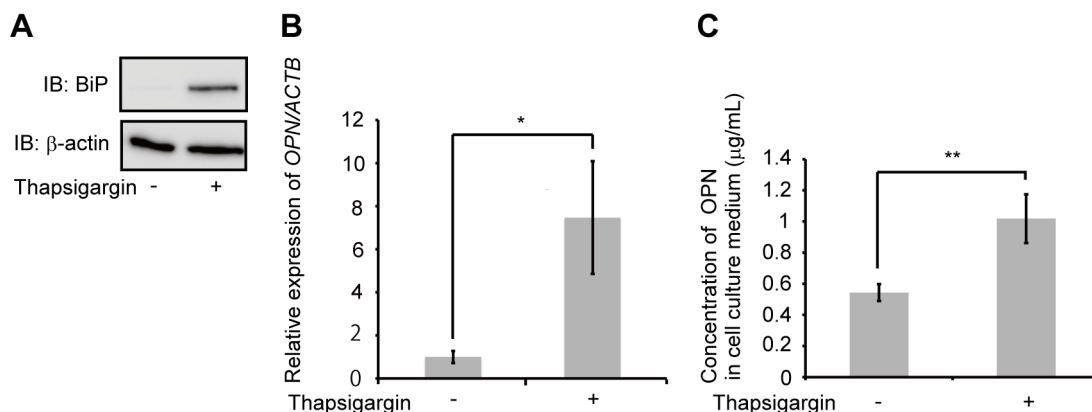 A
IB: BiP
IB: β-actin
Thapsigargin - +
B
Relative expression of OPN/ACTB
12
10
8
6
4
2
0
*
Thapsigargin - +
C
Concentration of OPN
in cell culture medium (μg/mL)
1.4
1.2
1
0.8
0.6
0.4
0.2
0
**
Thapsigargin - +